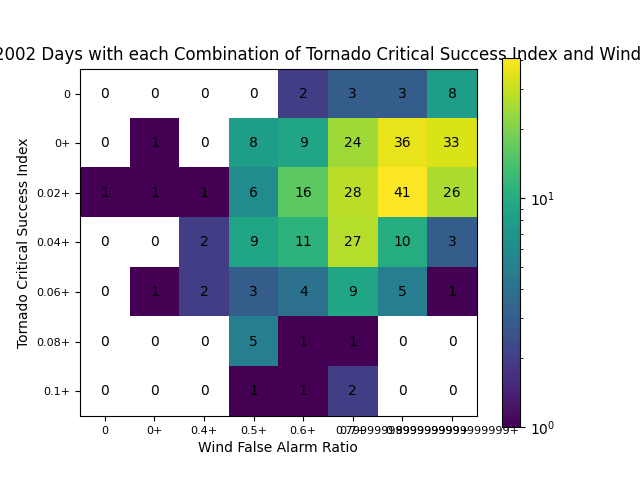 2002 Days with each Combination of Tornado Critical Success Index and Wind
Tornado Critical Success Index
0 0 0 0 0 2 3 3 8
0+ 0 1 0 8 9 24 36 33
0.02+ 1 1 1 6 16 28 41 26
0.04+ 0 0 2 9 11 27 10 3
0.06+ 0 1 2 3 4 9 5 1
0.08+ 0 0 0 5 1 1 0 0
0.1+ 0 0 0 1 1 2 0 0
0 0+ 0.4+ 0.5+ 0.6+
Wind False Alarm Ratio
10¹
10⁰